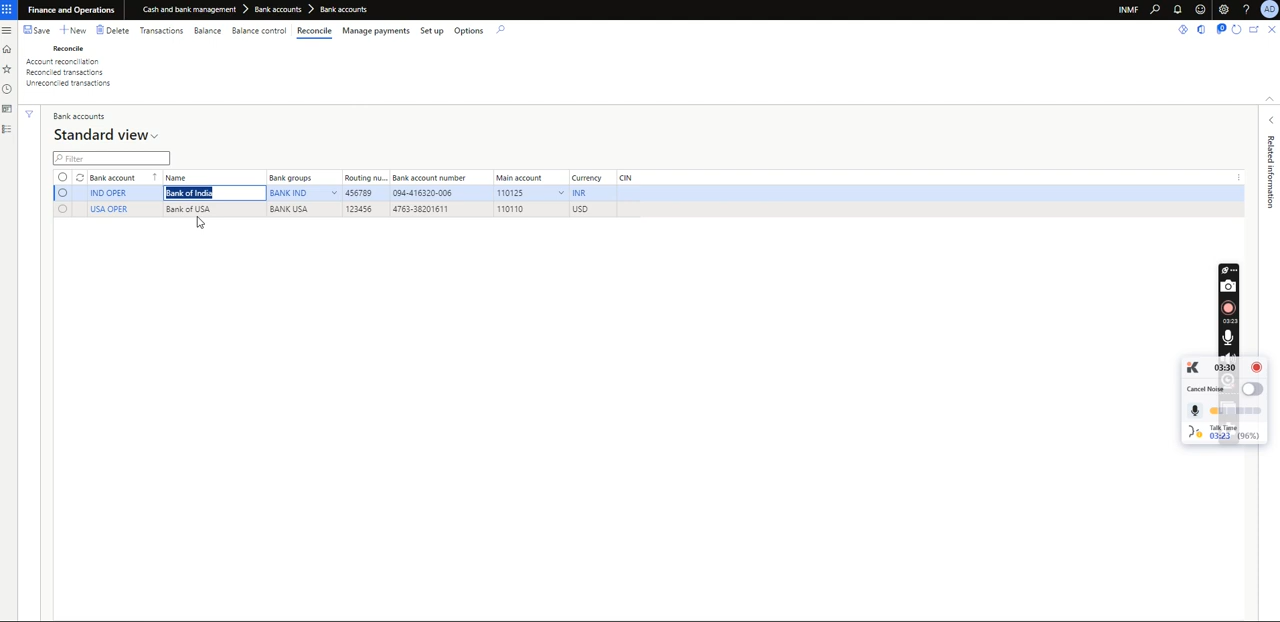 Finance and Operations Cash and bank management Bank accounts Bank accounts INMF ? AD
Save New Delete Transactions Balance Balance control Reconcile Manage payments Set up Options 0
Reconcile
Account reconciliation
Reconciled transactions
Unreconciled transactions
Bank accounts
Standard view
Filter
Bank account Name Bank groups Routing nu... Bank account number Main account Currency CIN
IND OPER Bank of India BANK IND 456789 094-416320-006 110125 INR
USA OPER Bank of USA BANK USA 123456 4763-38201611 110110 USD
Related information
03:23
03:30
Cancel Noise
Talk Time
03:23 (96%)